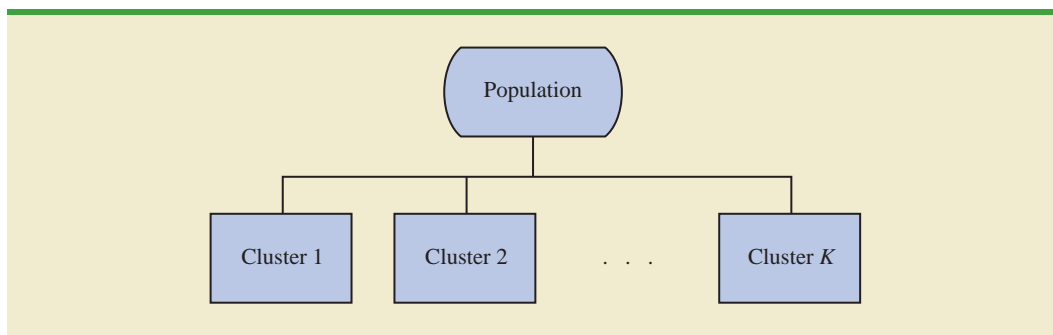 Population
Cluster 1
Cluster 2
. . .
Cluster K